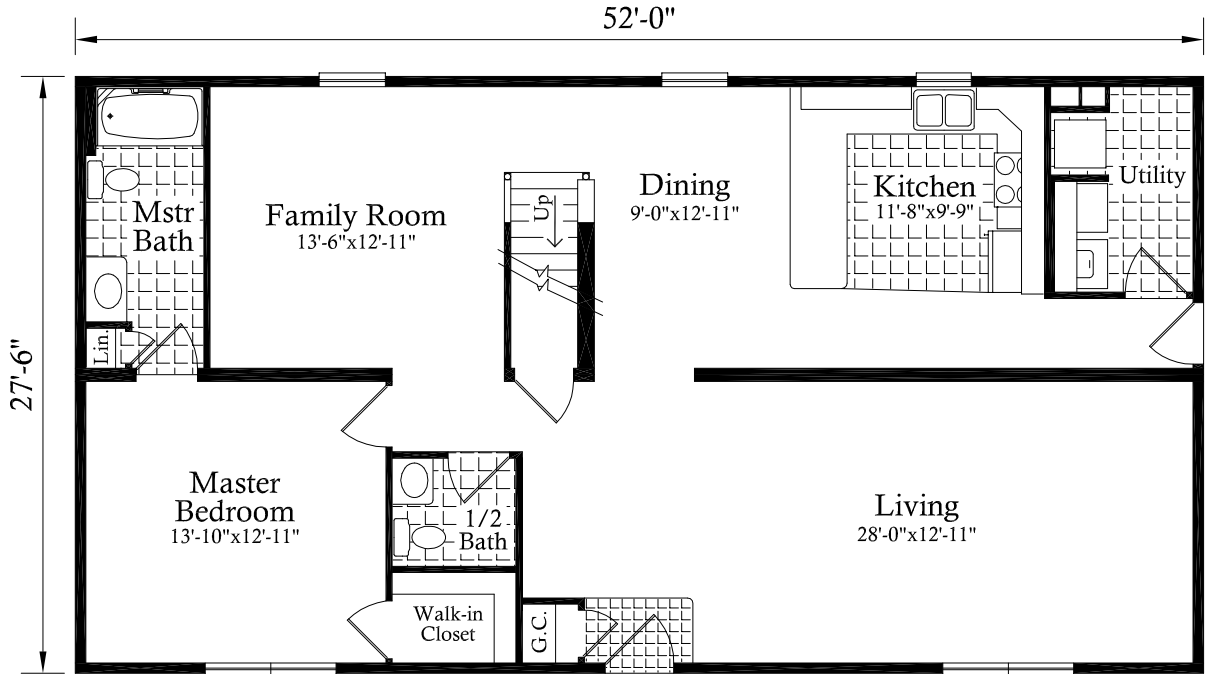 52'-0"
27'-6"
Mstr
Bath
Lin.
Family Room
13'-6"x12'-11"
Up
Dining
9'-0"x12'-11"
Kitchen
11'-8"x9'-9"
Utility
Master
Bedroom
13'-10"x12'-11"
1/2
Bath
Walk-in
Closet
G.C.
Living
28'-0"x12'-11"